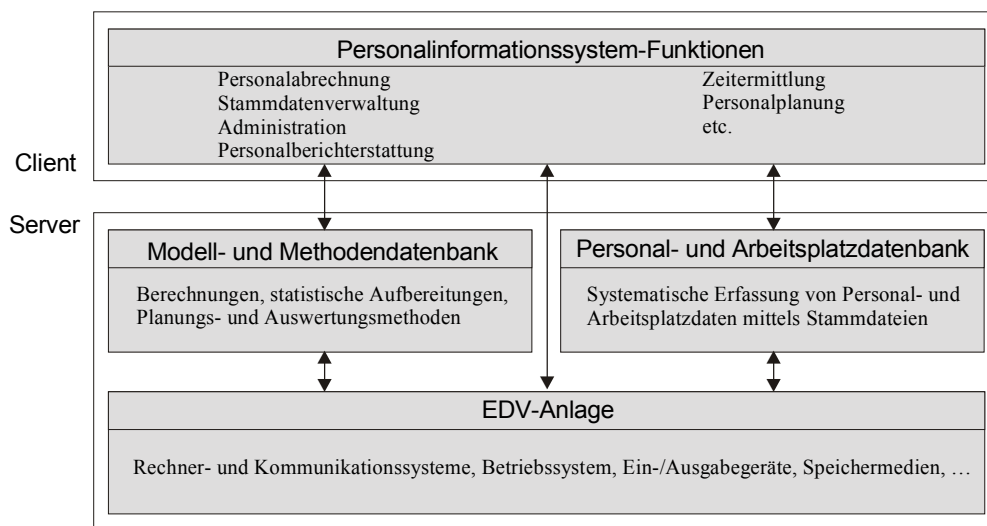 Personalinformationssystem-Funktionen
Personalabrechnung
Stammdatenverwaltung
Administration
Personalberichterstattung
Zeitermittlung
Personalplanung
etc.
Client
Server
Modell- und Methodendatenbank
Berechnungen, statistische Aufbereitungen,
Planungs- und Auswertungsmethoden
Personal- und Arbeitsplatzdatenbank
Systematische Erfassung von Personal- und
Arbeitsplatzdaten mittels Stammdateien
EDV-Anlage
Rechner- und Kommunikationssysteme, Betriebssystem, Ein-/Ausgabegeräte, Speichermedien, …